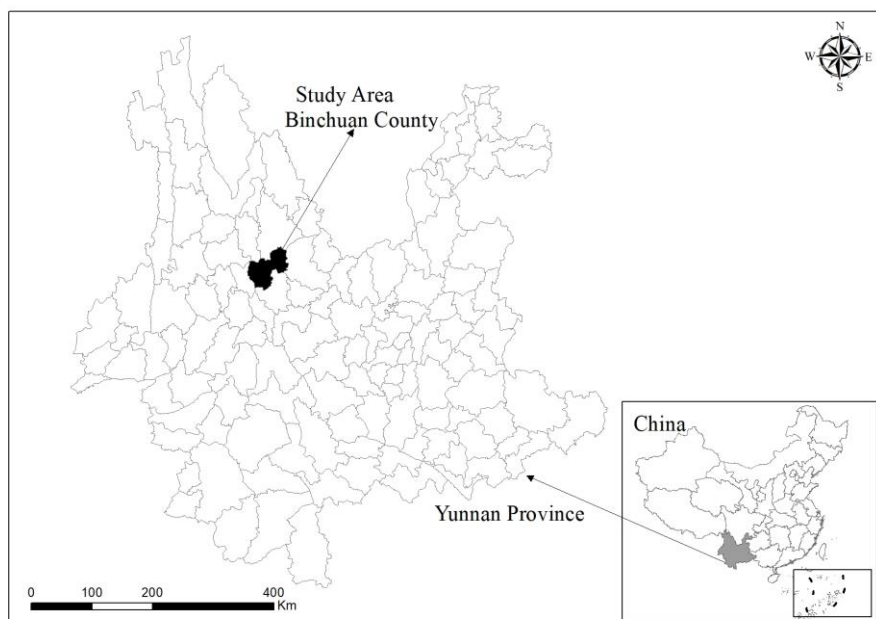 N
W E
S
Study Area
Binchuan County
China
Yunnan Province
0 100 200 400
Km